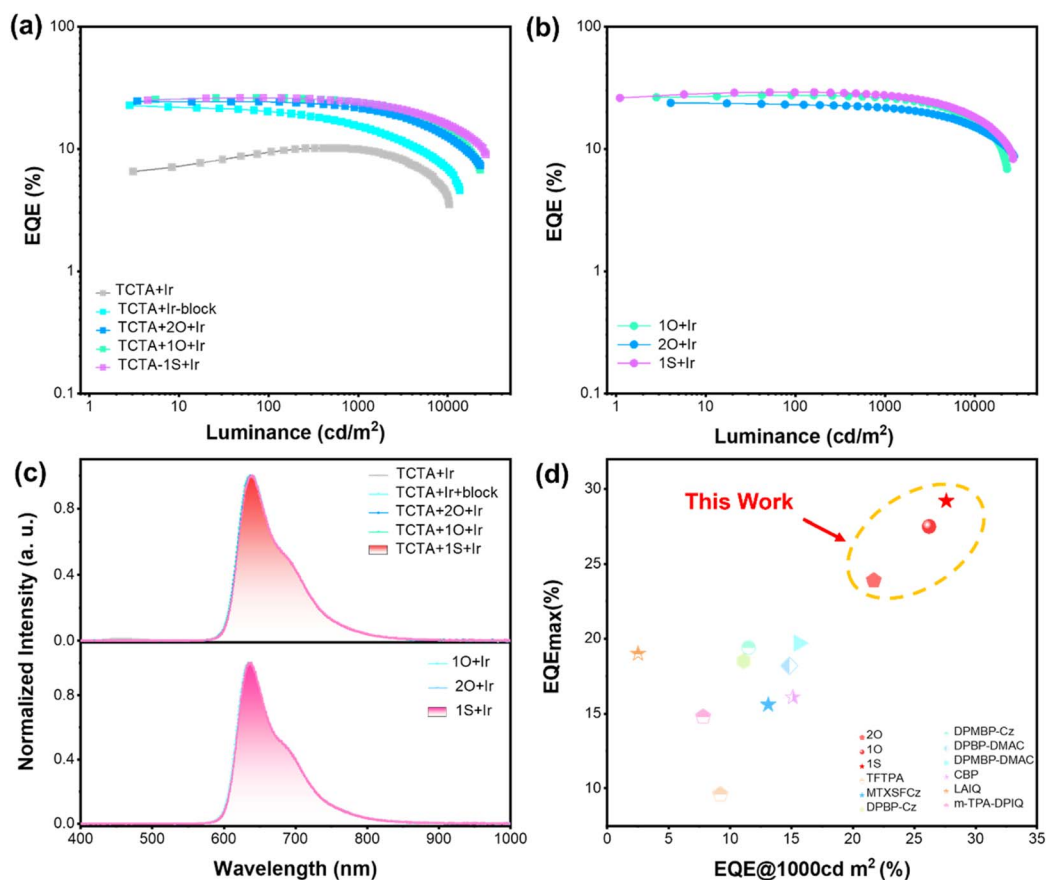 (a)
100
10
1
0.1
EQE (%)
TCTA+Ir
TCTA+Ir-block
TCTA+2O+Ir
TCTA+1O+Ir
TCTA-1S+Ir
1
10
100
1000
10000
Luminance (cd/m²)
(b)
100
10
1
0.1
EQE (%)
1O+Ir
2O+Ir
1S+Ir
1
10
100
1000
10000
Luminance (cd/m²)
(c)
Normalized Intensity (a. u.)
1.0
0.4
0.0
TCTA+Ir
TCTA+Ir+block
TCTA+2O+Ir
TCTA+1O+Ir
TCTA+1S+Ir
1.0
0.4
0.0
1O+Ir
2O+Ir
1S+Ir
400
500
600
700
800
900
1000
Wavelength (nm)
(d)
30
25
20
15
10
EQEmax(%)
This Work
2O
1O
1S
TFTPA
MTXSFCz
DPBP-Cz
DPMBP-Cz
DPBP-DMAC
DPMBP-DMAC
CBP
LAIQ
m-TPA-DPIQ
0
5
10
15
20
25
30
35
EQE@1000cd m² (%)